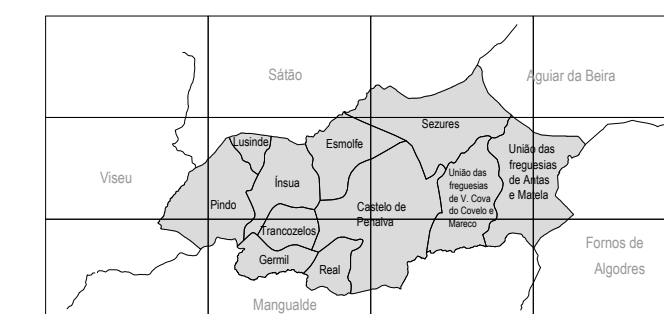 Sátão
Aguiar da Beira
Sezures
Lusinde
Esmolfe
União das
freguesias
de Antas
e Matela
Viseu
Ínsua
União das
freguesias
de V. Cova
do Covelo e
Mareco
Pindo
Castelo de
Penalva
Trancozelos
Fornos de
Algodres
Germil
Real
Mangualde